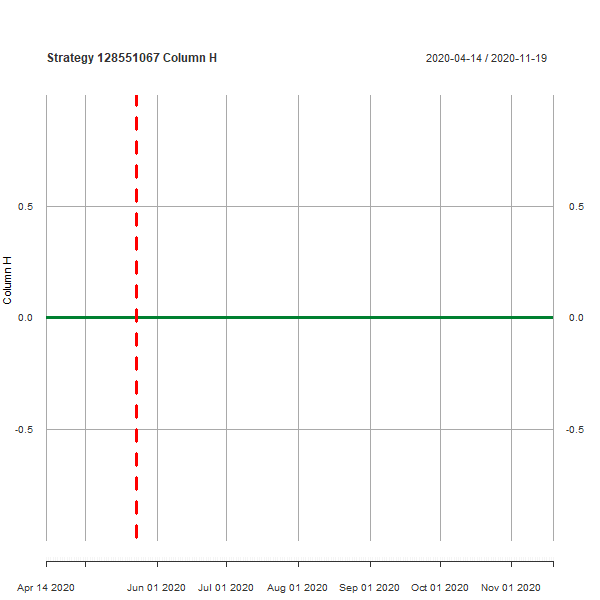 Strategy 128551067 Column H
2020-04-14 / 2020-11-19
0.5
0.5
Column H
0.0
0.0
-0.5
-0.5
Apr 14 2020
Jun 01 2020
Jul 01 2020
Aug 01 2020
Sep 01 2020
Oct 01 2020
Nov 01 2020